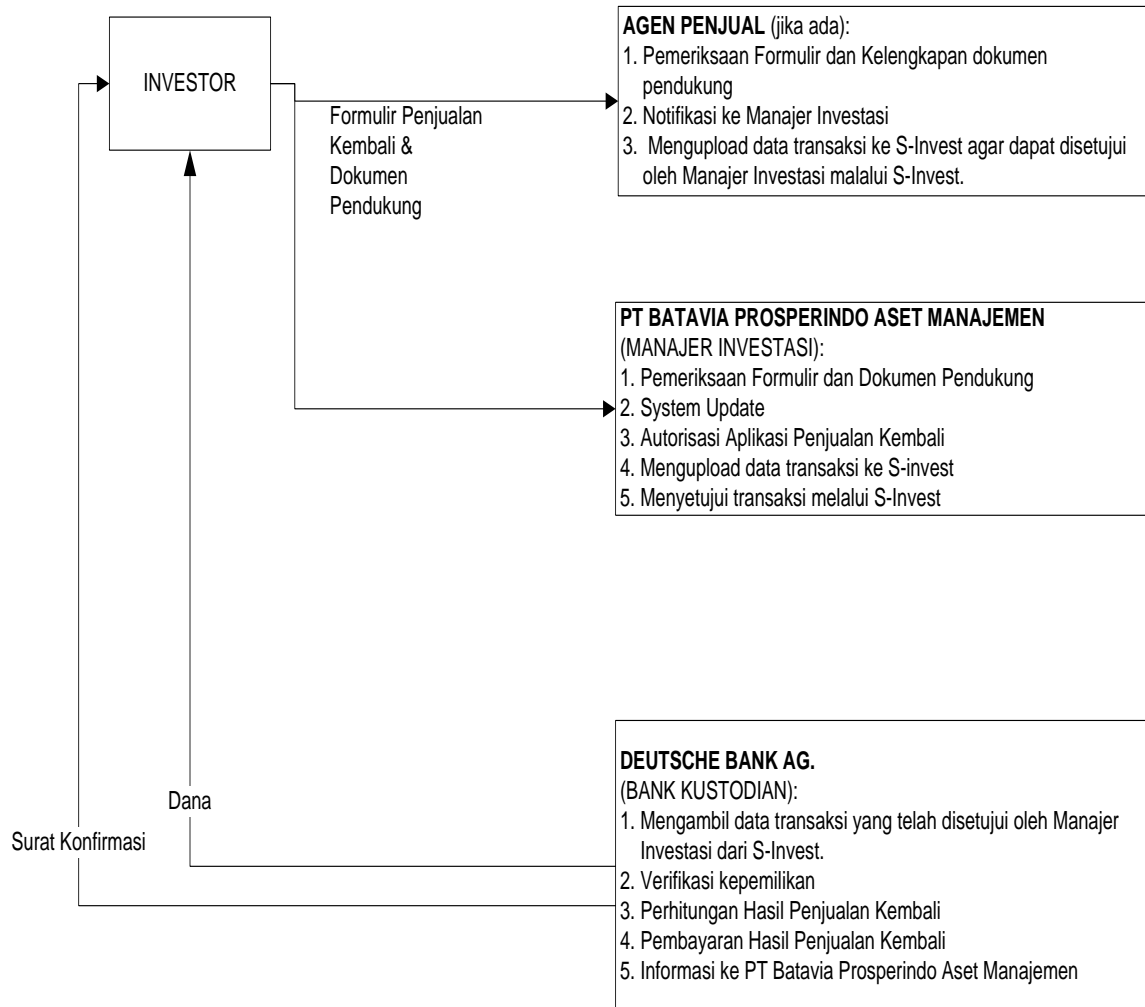 INVESTOR
Formulir Penjualan
Kembali &
Dokumen
Pendukung
AGEN PENJUAL (jika ada):
1. Pemeriksaan Formulir dan Kelengkapan dokumen
pendukung
2. Notifikasi ke Manajer Investasi
3. Mengupload data transaksi ke S-Invest agar dapat disetujui
oleh Manajer Investasi malalui S-Invest.
PT BATAVIA PROSPERINDO ASET MANAJEMEN
(MANAJER INVESTASI):
1. Pemeriksaan Formulir dan Dokumen Pendukung
2. System Update
3. Autorisasi Aplikasi Penjualan Kembali
4. Mengupload data transaksi ke S-invest
5. Menyetujui transaksi melalui S-Invest
DEUTSCHE BANK AG.
(BANK KUSTODIAN):
1. Mengambil data transaksi yang telah disetujui oleh Manajer
Investasi dari S-Invest.
2. Verifikasi kepemilikan
3. Perhitungan Hasil Penjualan Kembali
4. Pembayaran Hasil Penjualan Kembali
5. Informasi ke PT Batavia Prosperindo Aset Manajemen
Dana
Surat Konfirmasi